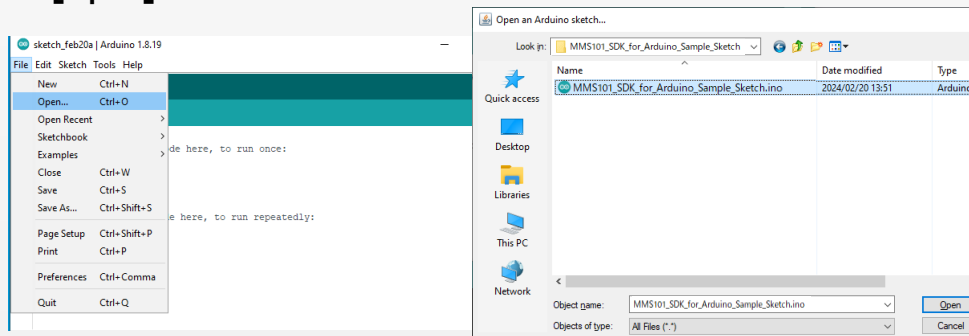 sketch_feb20a | Arduino 1.8.19
File Edit Sketch Tools Help
New Ctrl+N
Open... Ctrl+O
Open Recent >
Sketchbook >
Examples >
Close Ctrl+W
Save Ctrl+S
Save As... Ctrl+Shift+S
Page Setup Ctrl+Shift+P
Print Ctrl+P
Preferences Ctrl+Comma
Quit Ctrl+Q
de here, to run once:
e here, to run repeatedly:
Open an Arduino sketch...
Look in: MMS101_SDK_for_Arduino_Sample_Sketch
Name Date modified Type
MMS101_SDK_for_Arduino_Sample_Sketch.ino 2024/02/20 13:51 Arduino
Quick access
Desktop
Libraries
This PC
Network
Object name: MMS101_SDK_for_Arduino_Sample_Sketch.ino Open
Objects of type: All Files (*.*) Cancel